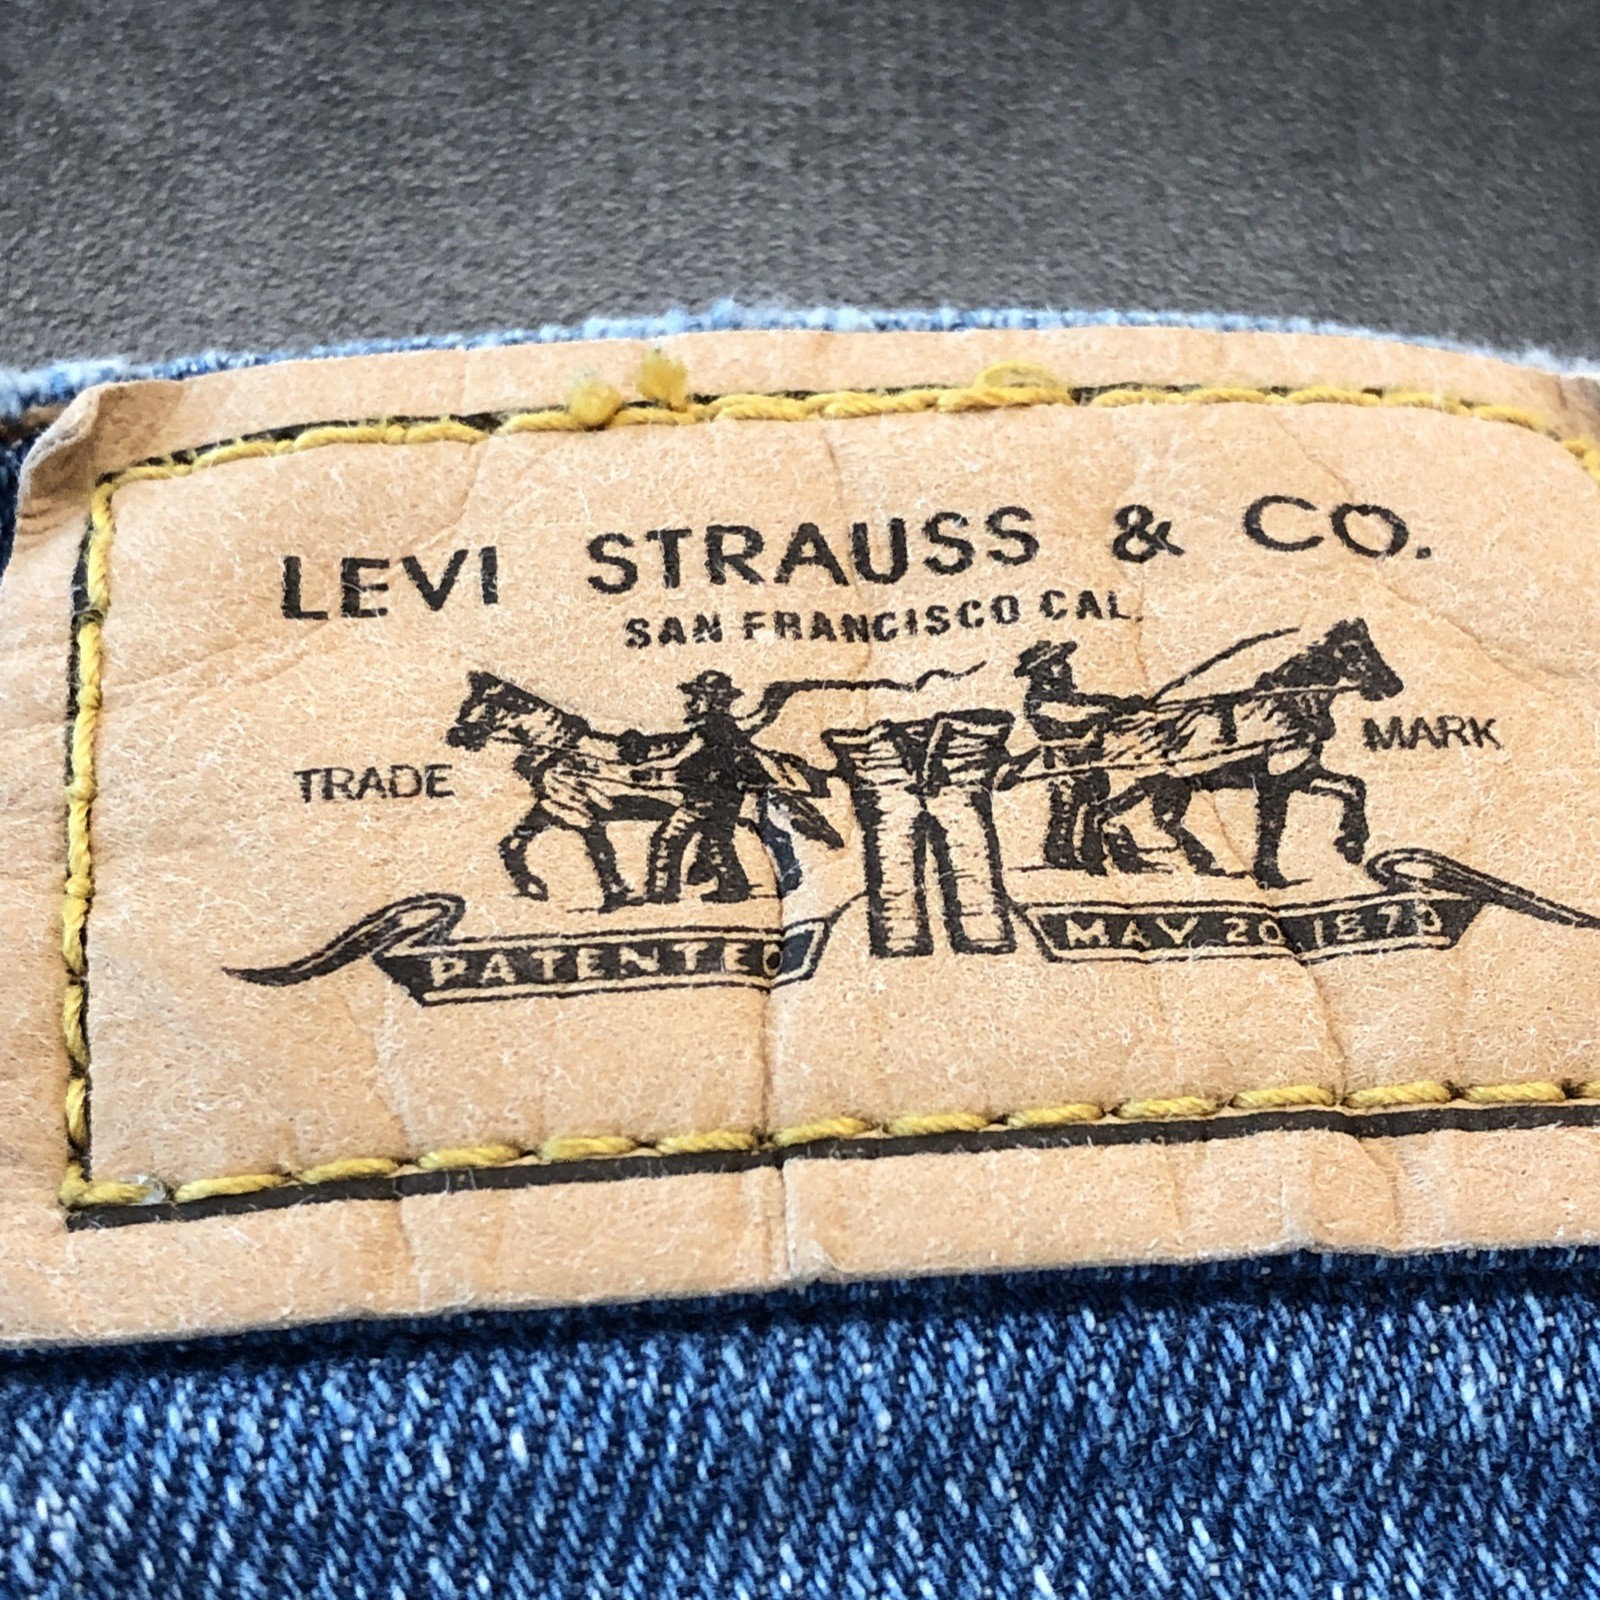 LEVI STRAUSS & CO.
SAN FRANCISCO CAL.
TRADE MARK
PATENTED MAY 20 1873